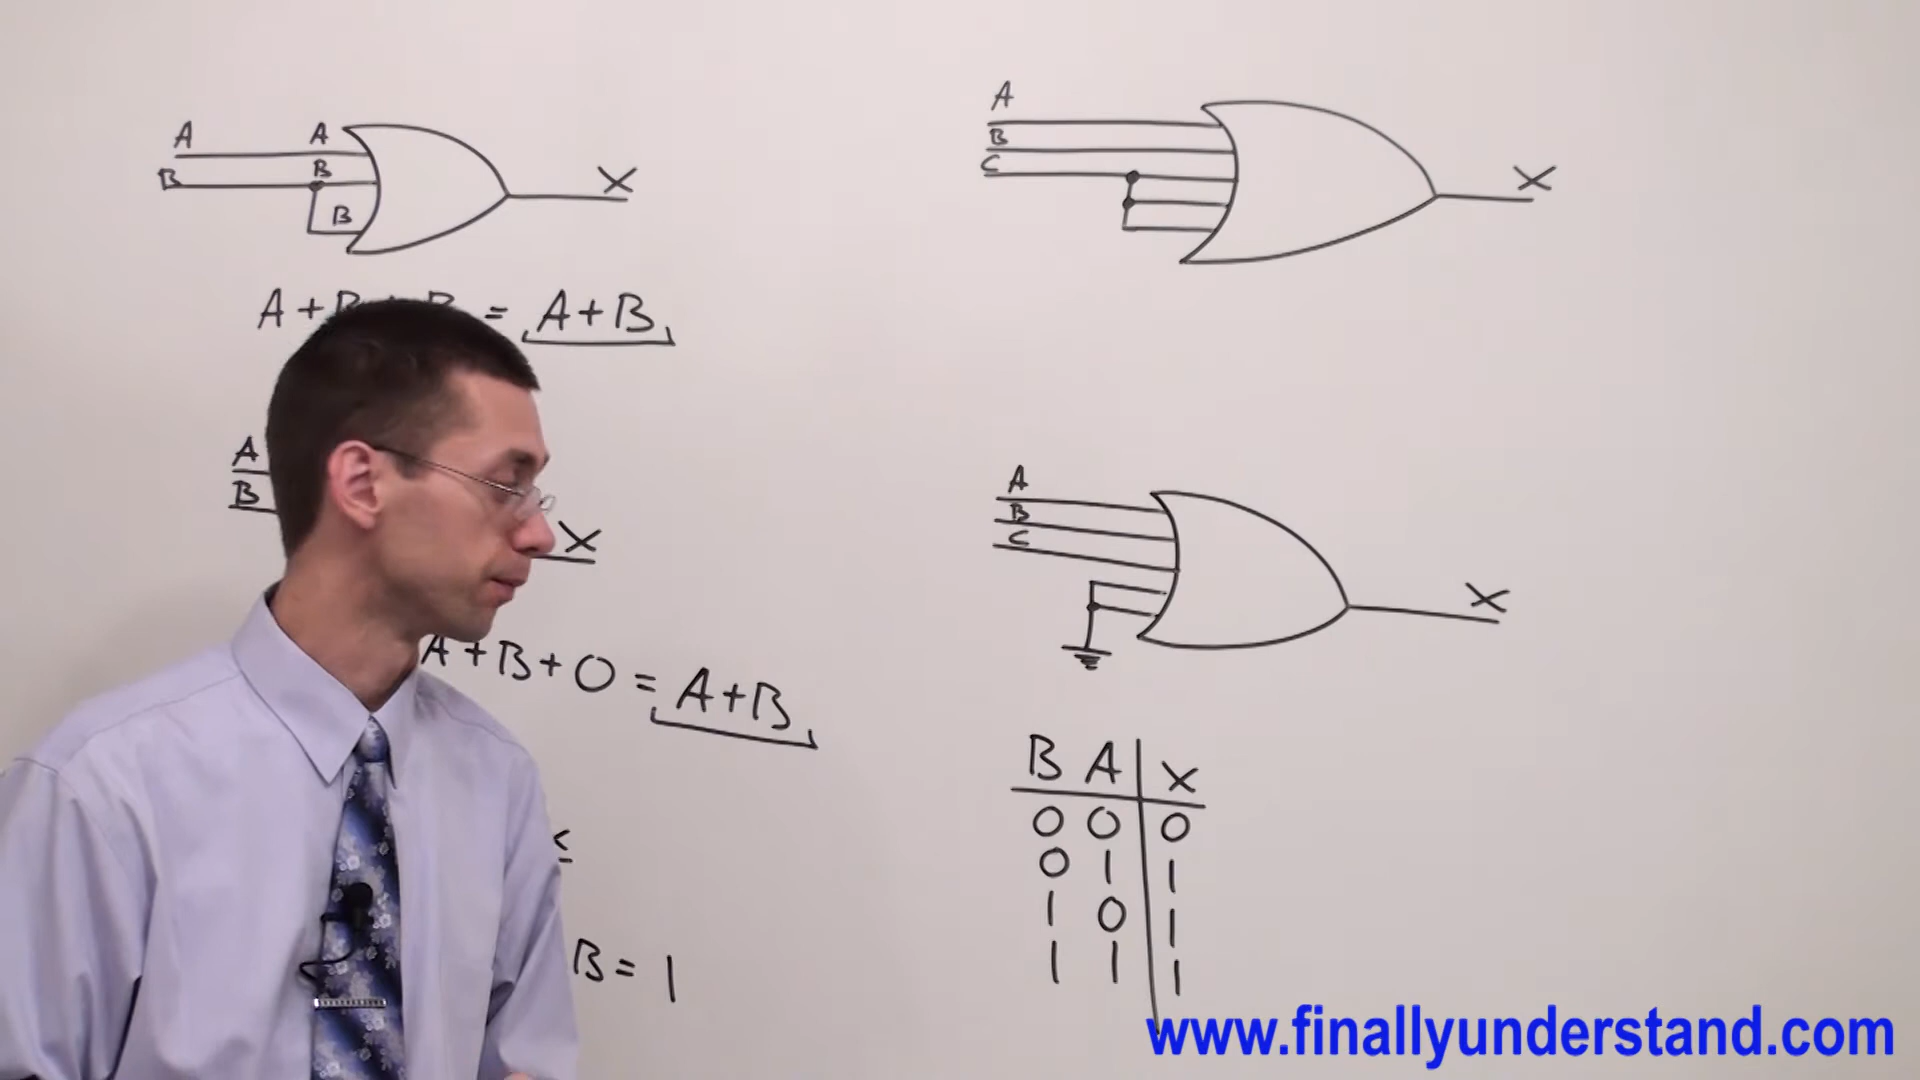 A A
B B
B
X
A + B = A+B
A
B
X
A+B+0 = A+B
B = 1
A
B
C
X
A
B
C
X
B A X
0 0 0
0 1 1
1 0 1
1 1 1
www.finallyunderstand.com